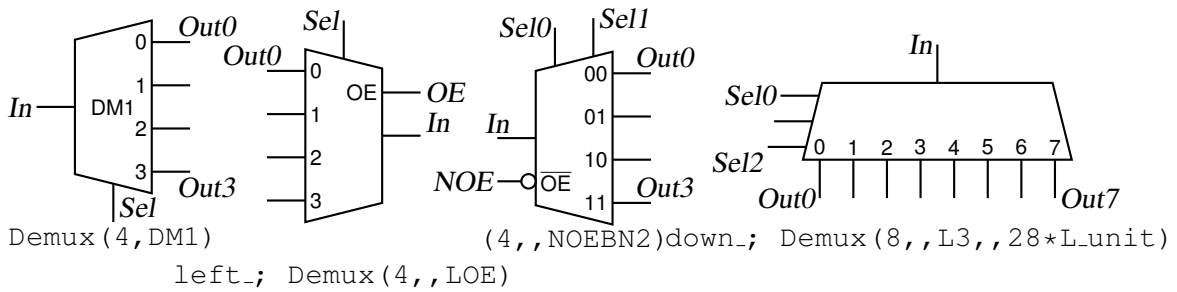 Out0
0
1
In
DM1
2
3
Out3
Sel
Demux(4,DM1)
Sel
Out0
0
OE
OE
1
In
2
3
left_; Demux(4,,LOE)
Sel0
Sel1
Out0
00
01
In
10
NOE
OE
Out3
11
(4,,NOEBN2)
In
Sel0
Sel2
0 1 2 3 4 5 6 7
Out0
Out7
down_; Demux(8,,L3,,28*L_unit)